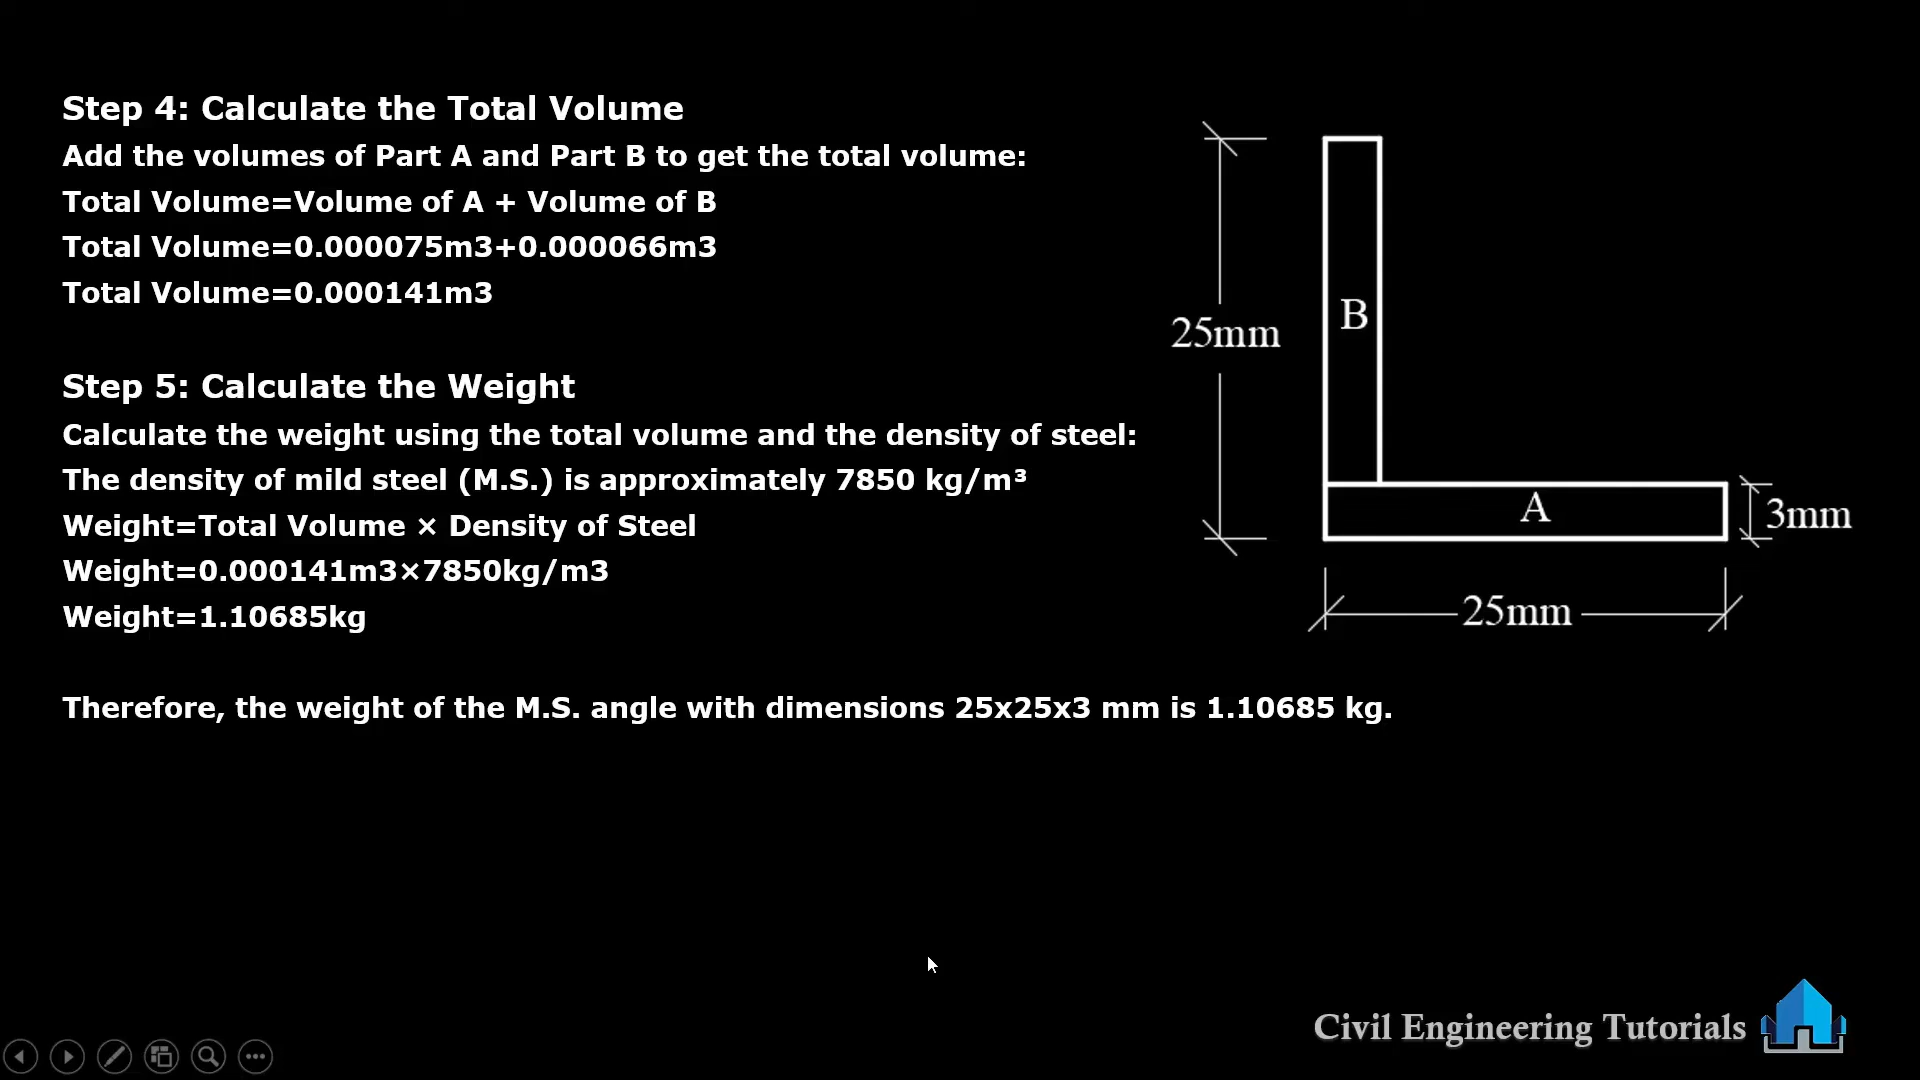 Step 4: Calculate the Total Volume
Add the volumes of Part A and Part B to get the total volume:
Total Volume=Volume of A + Volume of B
Total Volume=0.000075m3+0.000066m3
Total Volume=0.000141m3
Step 5: Calculate the Weight
Calculate the weight using the total volume and the density of steel:
The density of mild steel (M.S.) is approximately 7850 kg/m³
Weight=Total Volume × Density of Steel
Weight=0.000141m3×7850kg/m3
Weight=1.10685kg
Therefore, the weight of the M.S. angle with dimensions 25x25x3 mm is 1.10685 kg.
B
25mm
A
3mm
25mm
Civil Engineering Tutorials